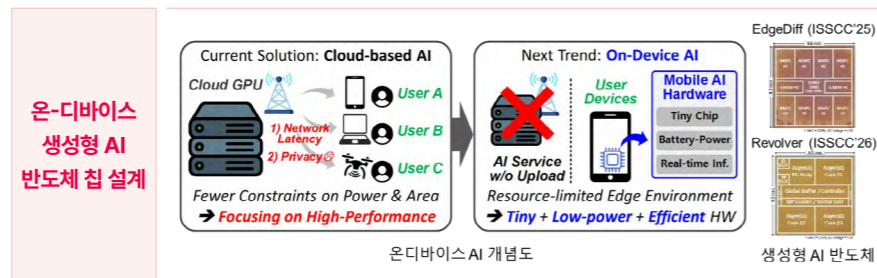 온-디바이스
생성형 AI
반도체 칩 설계
Current Solution: Cloud-based AI
Cloud GPU
User A
1) Network
Latency
User B
2) Privacy☹
User C
Fewer Constraints on Power & Area
➔ Focusing on High-Performance
Next Trend: On-Device AI
User
Devices
Mobile AI
Hardware
Tiny Chip
Battery-Power
Real-time Inf.
AI Service
w/o Upload
Resource-limited Edge Environment
➔ Tiny + Low-power + Efficient HW
온디바이스 AI 개념도
EdgeDiff (ISSCC'25)
Revolver (ISSCC'26)
Global Buffer / Controller
생성형 AI 반도체